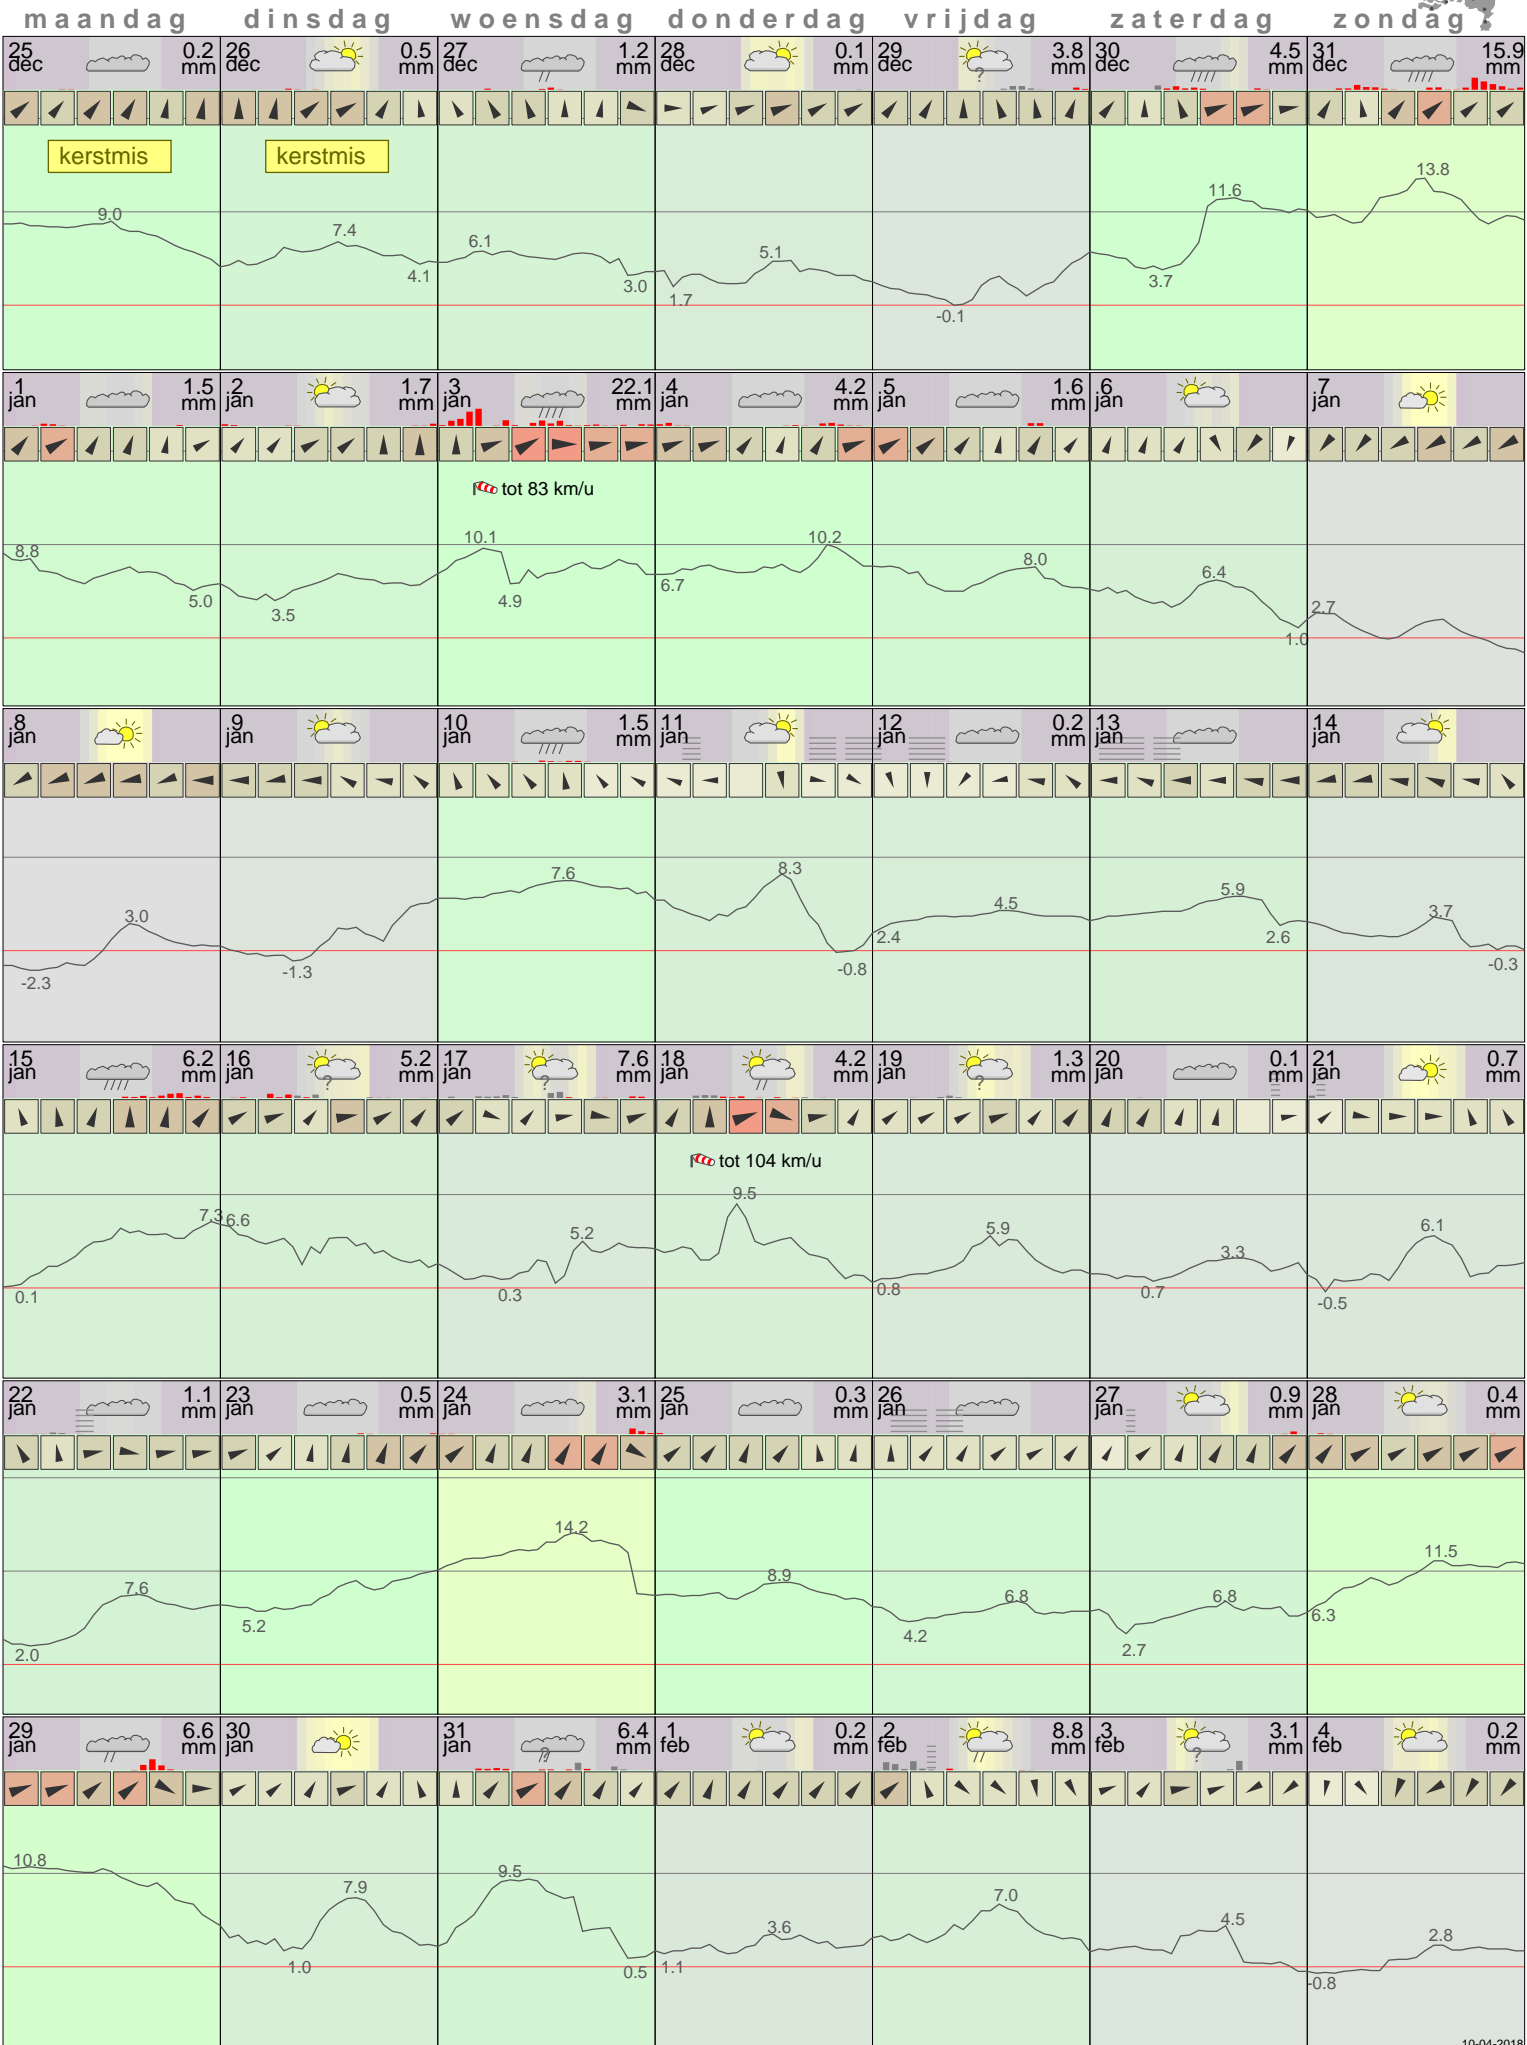 maandag dinsdag woensdag donderdag vrijdag zaterdag zondag
25 dec 0.2 mm 26 dec 0.5 mm 27 dec 1.2 mm 28 dec 0.1 mm 29 dec ? 3.8 mm 30 dec 4.5 mm 31 dec 15.9 mm
kerstmis kerstmis
9.0 7.4 4.1 6.1 3.0 1.7 5.1 -0.1 3.7 11.6 13.8
1 jan 1.5 mm 2 jan 1.7 mm 3 jan 22.1 mm 4 jan 4.2 mm 5 jan 1.6 mm 6 jan 7 jan
tot 83 km/u
8.8 5.0 3.5 10.1 4.9 6.7 10.2 8.0 6.4 1.0 2.7
8 jan 9 jan 10 jan 1.5 mm 11 jan 12 jan 0.2 mm 13 jan 14 jan
-2.3 3.0 -1.3 7.6 8.3 -0.8 2.4 4.5 5.9 2.6 3.7 -0.3
15 jan 6.2 mm 16 jan ? 5.2 mm 17 jan ? 7.6 mm 18 jan 4.2 mm 19 jan ? 1.3 mm 20 jan 0.1 mm 21 jan 0.7 mm
tot 104 km/u
0.1 7.3 6.6 0.3 5.2 9.5 0.8 5.9 0.7 3.3 -0.5 6.1
22 jan 1.1 mm 23 jan 0.5 mm 24 jan 3.1 mm 25 jan 0.3 mm 26 jan 27 jan 0.9 mm 28 jan 0.4 mm
2.0 7.6 5.2 14.2 8.9 4.2 6.8 2.7 6.8 6.3 11.5
29 jan 6.6 mm 30 jan 31 jan ? 6.4 mm 1 feb 0.2 mm 2 feb 8.8 mm 3 feb ? 3.1 mm 4 feb 0.2 mm
10.8 1.0 7.9 9.5 0.5 1.1 3.6 7.0 4.5 -0.8 2.8
10-04-2018